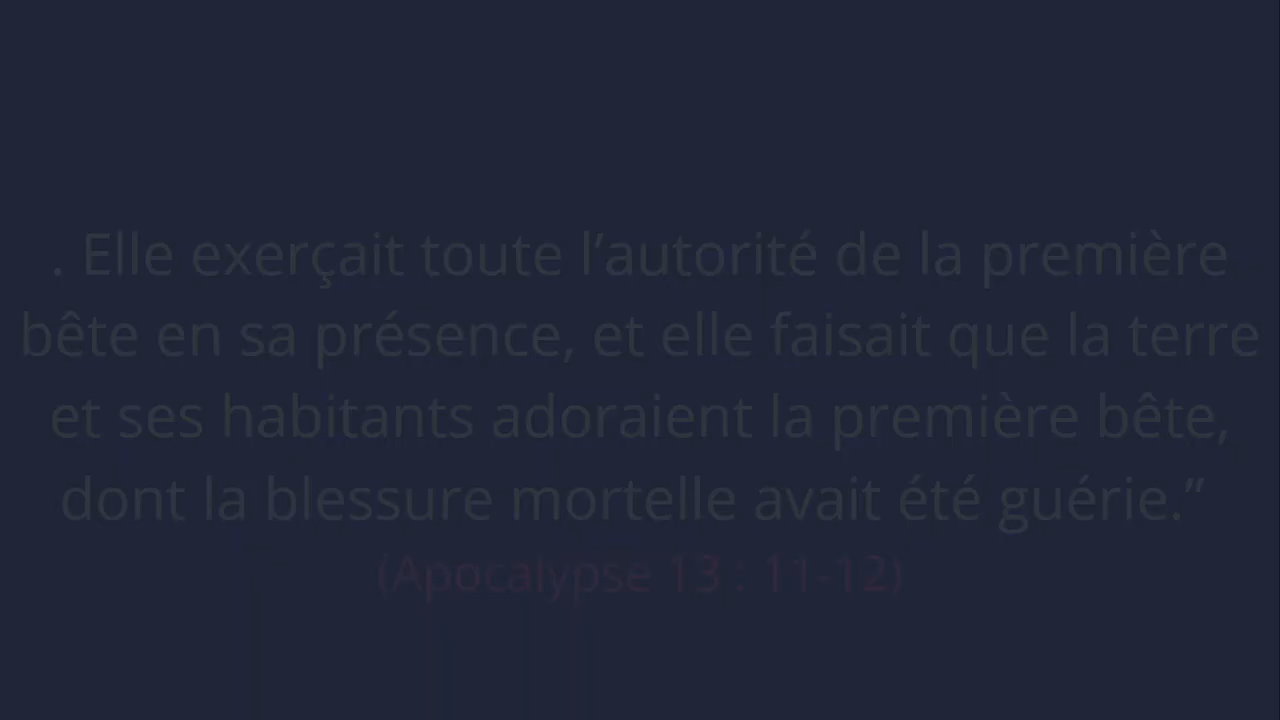 . Elle exerçait toute l’autorité de la première
bête en sa présence, et elle faisait que la terre
et ses habitants adoraient la première bête,
dont la blessure mortelle avait été guérie.”
(Apocalypse 13 : 11-12)